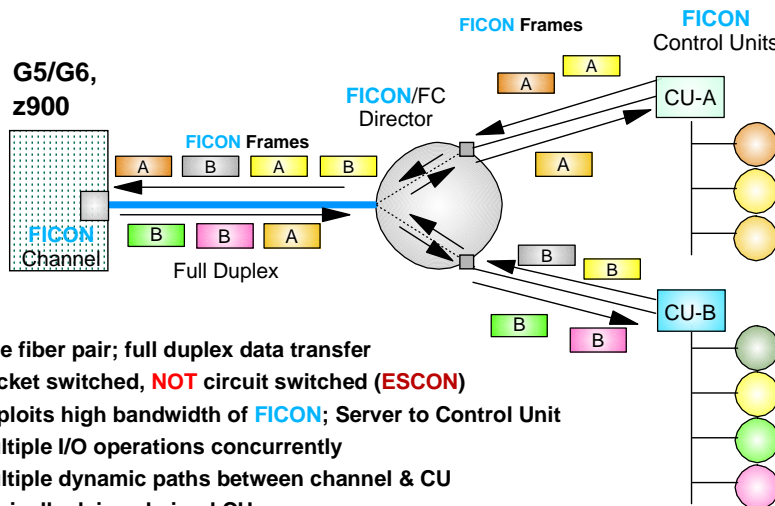 FICON Frames
FICON
Control Units
G5/G6,
z900
FICON/FC
Director
FICON Frames
A
A
CU-A
A
B
A
B
A
FICON
Channel
B
B
A
Full Duplex
B
B
CU-B
B
B
e fiber pair; full duplex data transfer
cket switched, NOT circuit switched (ESCON)
ploits high bandwidth of FICON; Server to Control Unit
ultiple I/O operations concurrently
ultiple dynamic paths between channel & CU